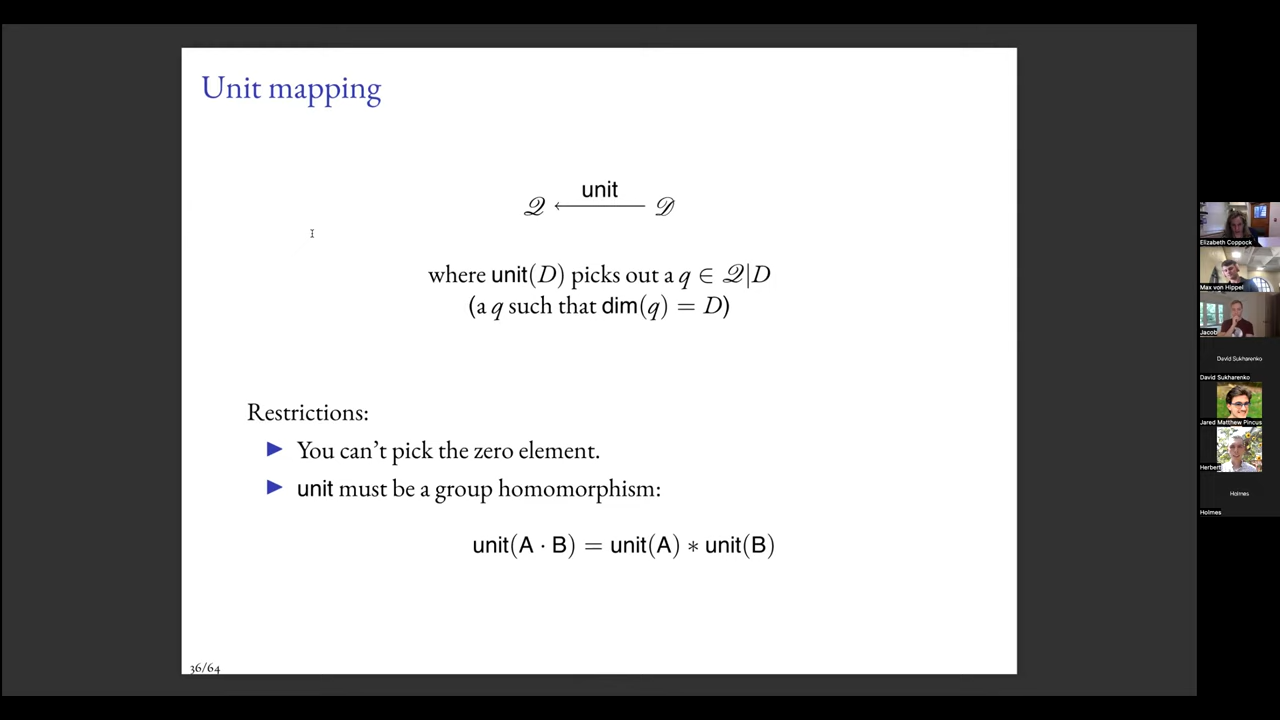 Unit mapping
unit
𝒬 ⟵ 𝒟
where unit(D) picks out a q ∈ 𝒬|D
(a q such that dim(q) = D)
Restrictions:
▶ You can't pick the zero element.
▶ unit must be a group homomorphism:
unit(A · B) = unit(A) ∗ unit(B)
36/64
Elizabeth Coppock
Max von Hippel
Jacob
David Sukharenko
David Sukharenko
Jared Matthew Pincus
Herbert
Holmes
Holmes